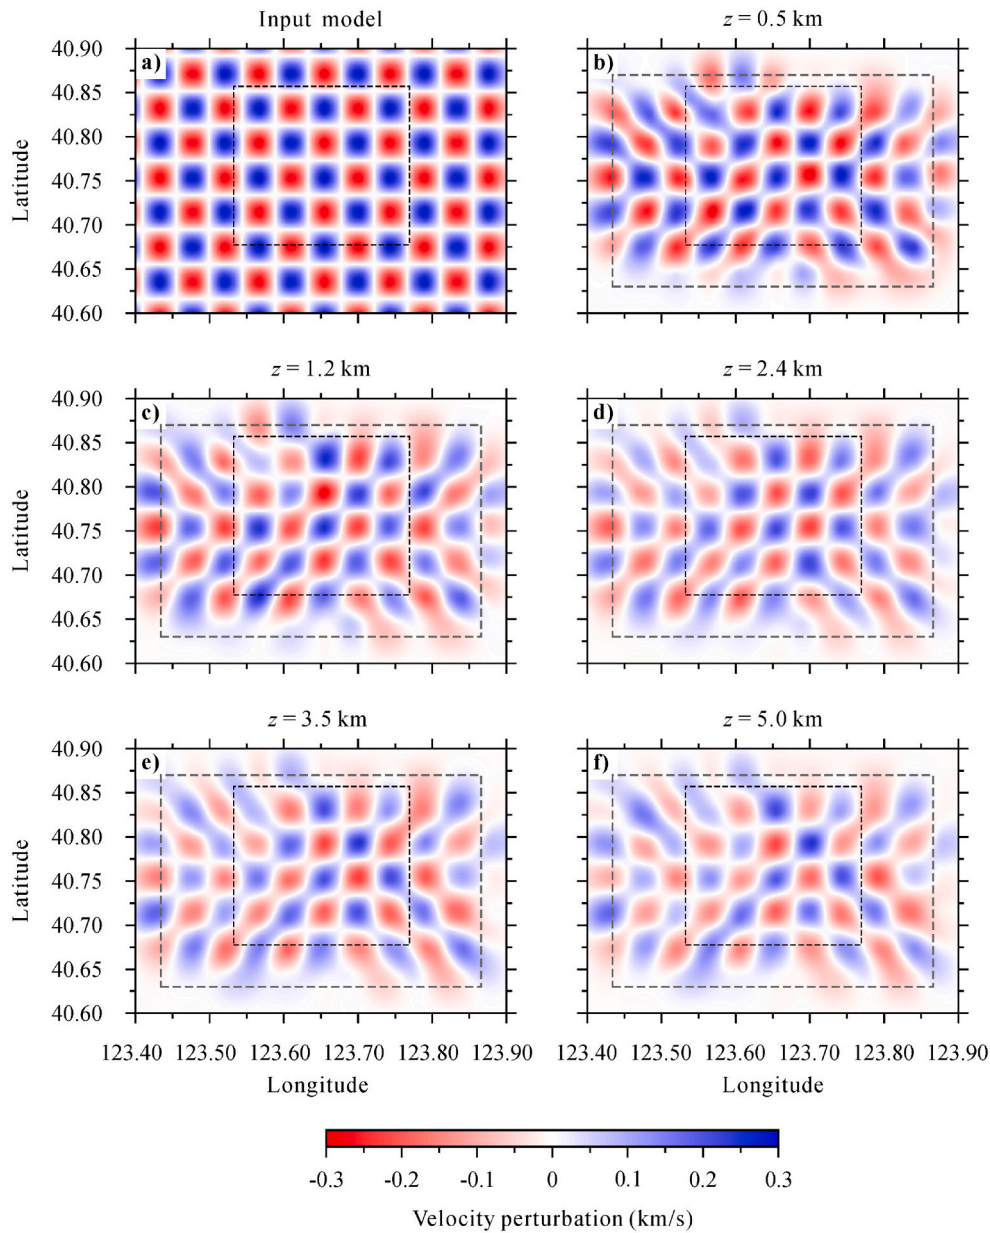 Input model
z = 0.5 km
a)
b)
40.90
40.85
40.80
40.75
40.70
40.65
40.60
Latitude
z = 1.2 km
z = 2.4 km
c)
d)
40.90
40.85
40.80
40.75
40.70
40.65
40.60
Latitude
z = 3.5 km
z = 5.0 km
e)
f)
40.90
40.85
40.80
40.75
40.70
40.65
40.60
Latitude
123.40 123.50 123.60 123.70 123.80 123.90
123.40 123.50 123.60 123.70 123.80 123.90
Longitude
Longitude
-0.3 -0.2 -0.1 0 0.1 0.2 0.3
Velocity perturbation (km/s)